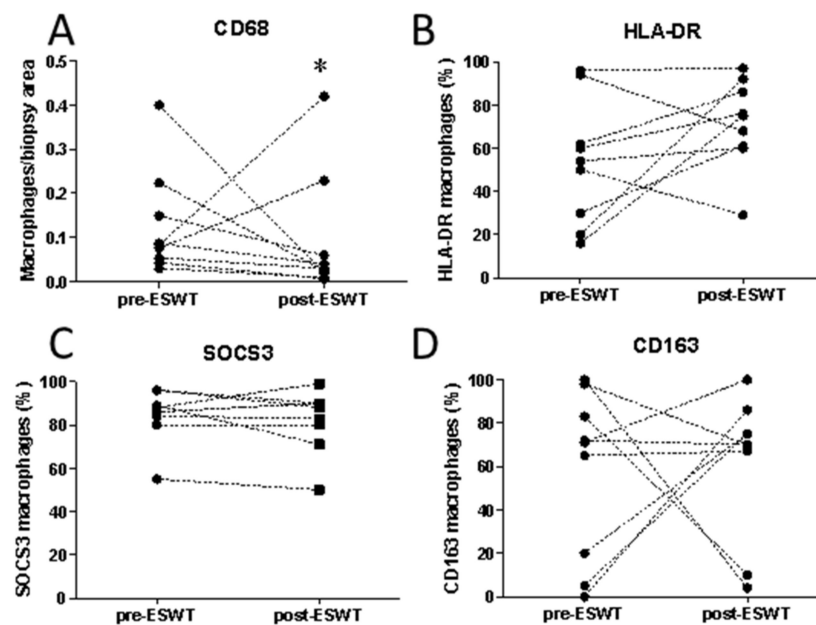 A
CD68
Macrophages/biopsy area
0.5
0.4
0.3
0.2
0.1
0.0
*
pre-ESWT
post-ESWT
B
HLA-DR
HLA-DR macrophages (%)
100
80
60
40
20
0
pre-ESWT
post-ESWT
C
SOCS3
SOCS3 macrophages (%)
100
80
60
40
20
0
pre-ESWT
post-ESWT
D
CD163
CD163 macrophages (%)
100
80
60
40
20
0
pre-ESWT
post-ESWT